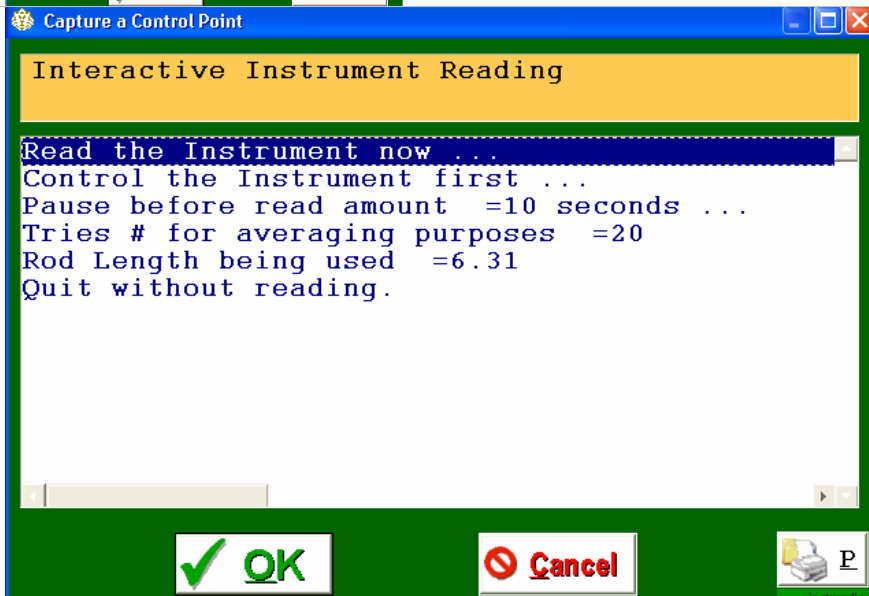 Capture a Control Point
Interactive Instrument Reading
Read the Instrument now ...
Control the Instrument first ...
Pause before read amount =10 seconds ...
Tries # for averaging purposes =20
Rod Length being used =6.31
Quit without reading.
OK
Cancel
P